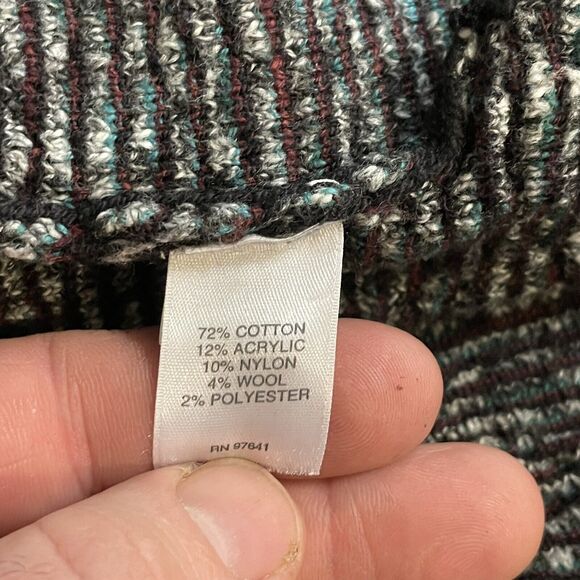 72% COTTON
12% ACRYLIC
10% NYLON
4% WOOL
2% POLYESTER
RN 97641